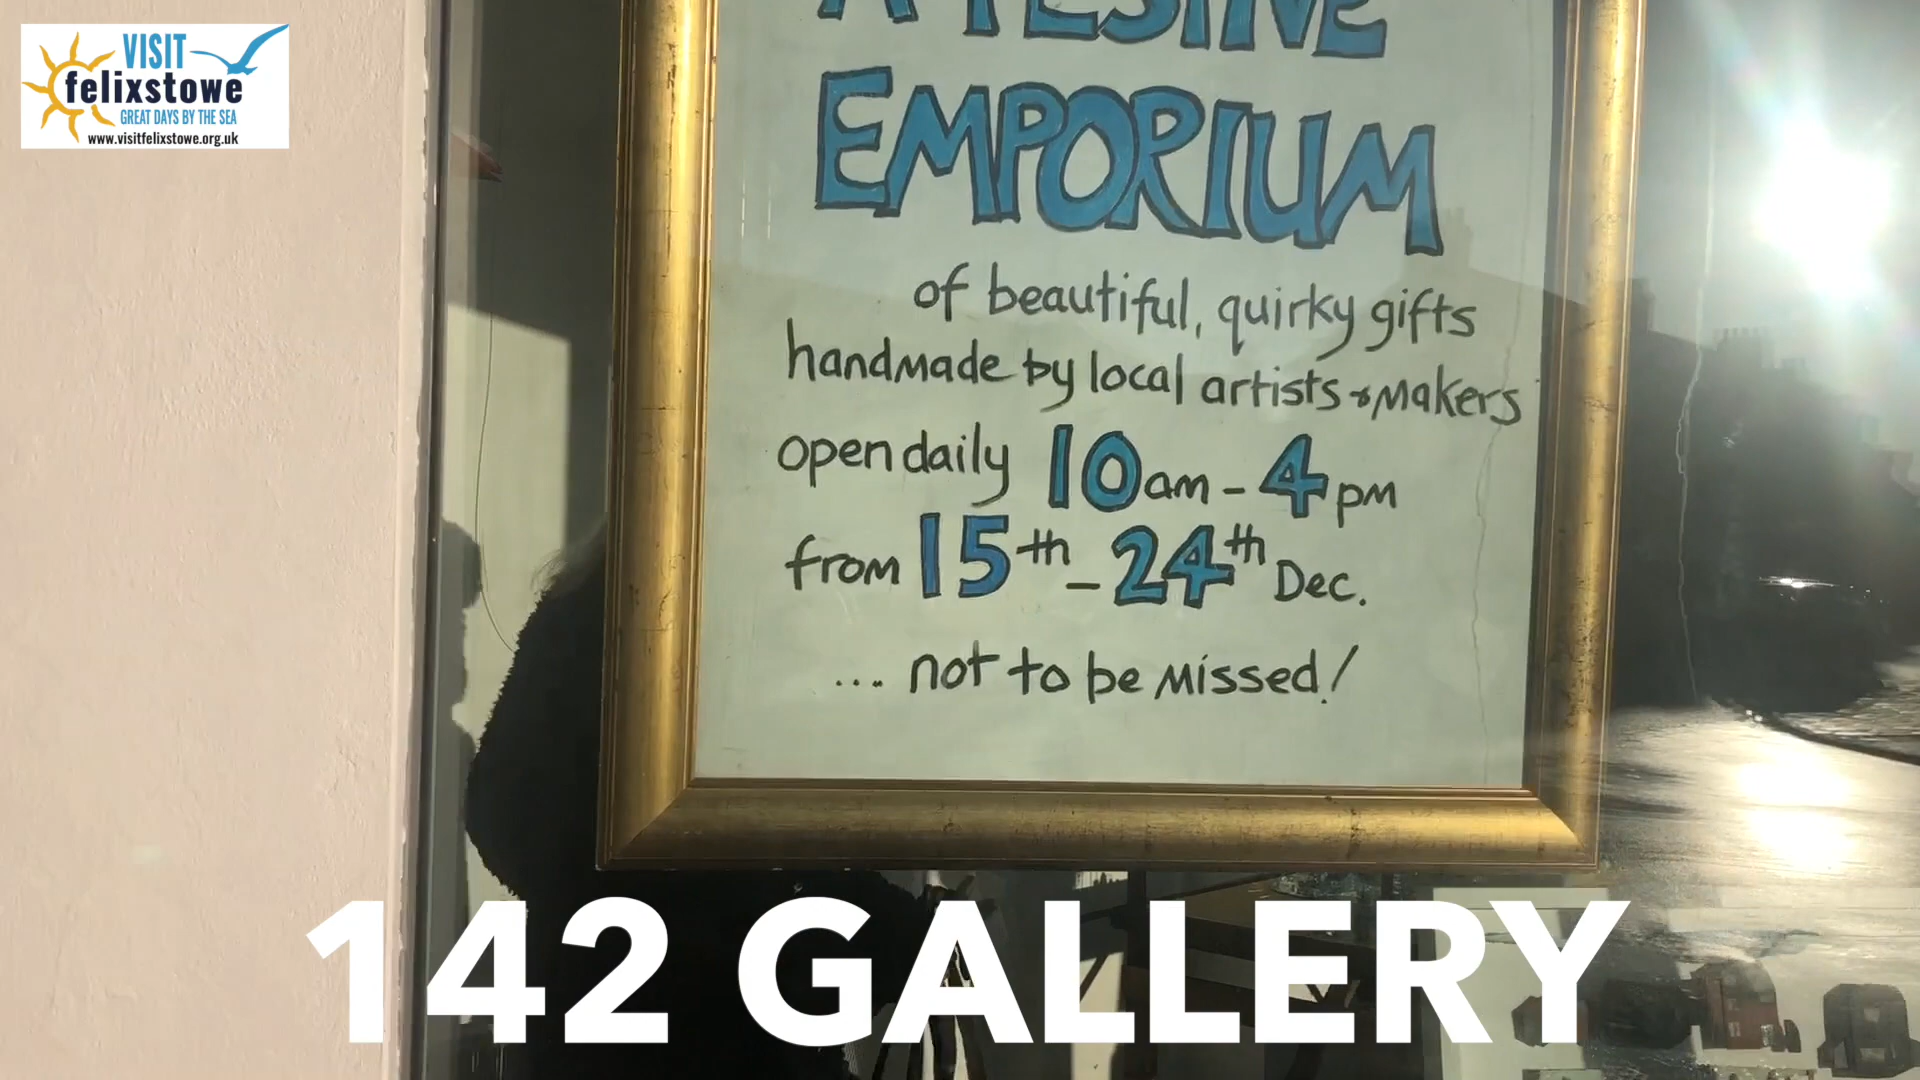 VISIT
felixstowe
GREAT DAYS BY THE SEA
www.visitfelixstowe.org.uk
A FESTIVE
EMPORIUM
of beautiful, quirky gifts
handmade by local artists & makers
open daily 10am - 4pm
from 15th - 24th Dec.
... not to be missed!
142 GALLERY